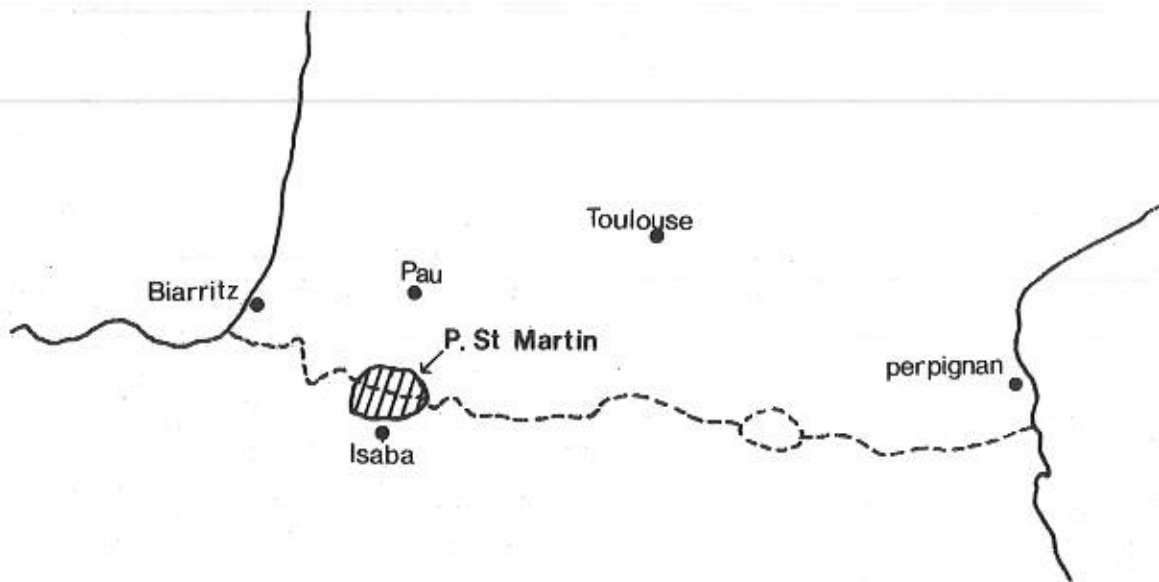 Toulouse
Pau
Biarritz
P. St Martin
perpignan
Isaba